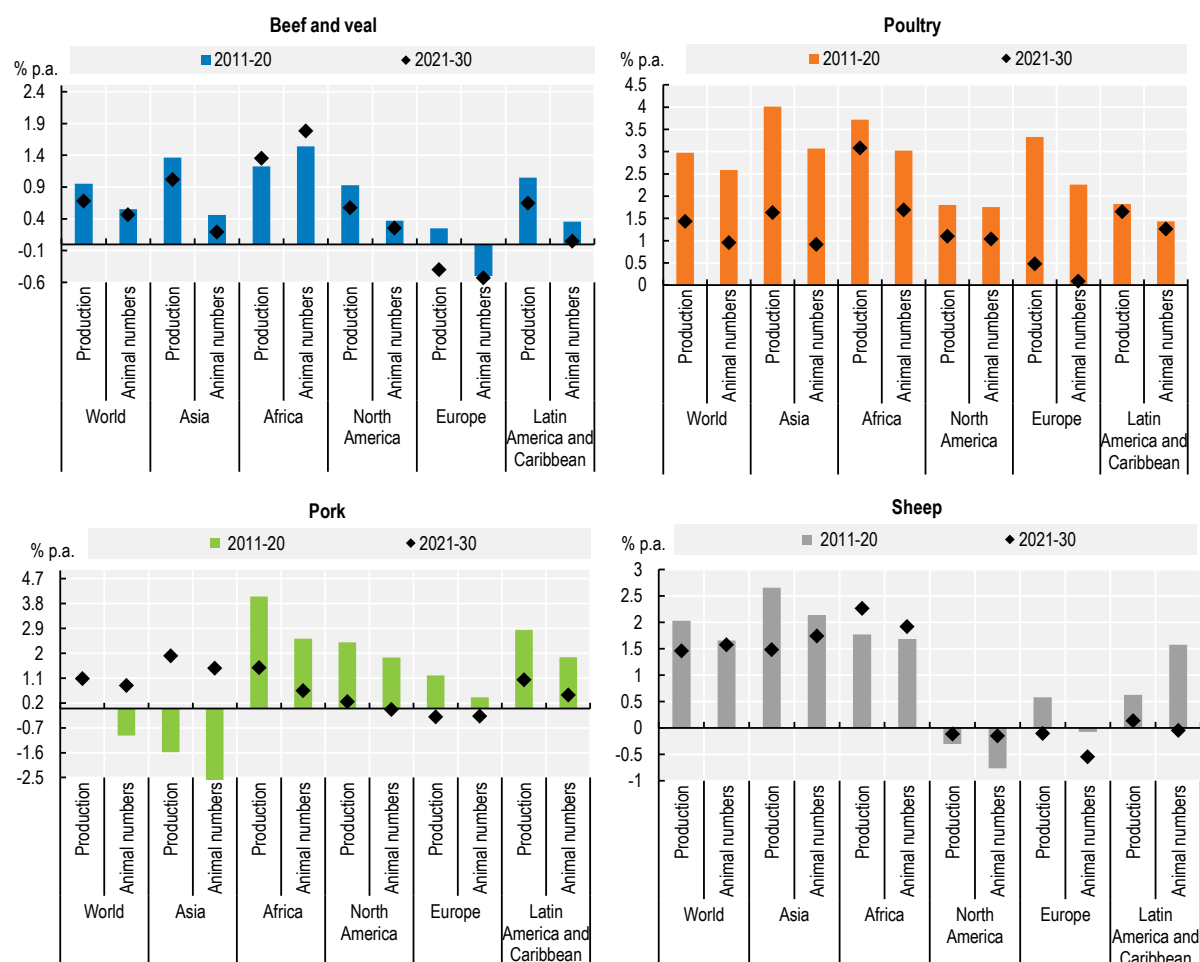 Beef and veal
2011-20 2021-30
% p.a.
2.4
1.9
1.4
0.9
0.4
-0.1
-0.6
Production
Animal numbers
Production
Animal numbers
Production
Animal numbers
Production
Animal numbers
Production
Animal numbers
Production
Animal numbers
World Asia Africa North Europe Latin
America America and
Caribbean
Poultry
2011-20 2021-30
% p.a.
4.5
4
3.5
3
2.5
2
1.5
1
0.5
0
Production
Animal numbers
Production
Animal numbers
Production
Animal numbers
Production
Animal numbers
Production
Animal numbers
Production
Animal numbers
World Asia Africa North Europe Latin
America America and
Caribbean
Pork
2011-20 2021-30
% p.a.
4.7
3.8
2.9
2
1.1
0.2
-0.7
-1.6
-2.5
Production
Animal numbers
Production
Animal numbers
Production
Animal numbers
Production
Animal numbers
Production
Animal numbers
Production
Animal numbers
World Asia Africa North Europe Latin
America America and
Caribbean
Sheep
2011-20 2021-30
% p.a.
3
2.5
2
1.5
1
0.5
0
-0.5
-1
Production
Animal numbers
Production
Animal numbers
Production
Animal numbers
Production
Animal numbers
Production
Animal numbers
Production
Animal numbers
World Asia Africa North Europe Latin
America America and
Caribbean